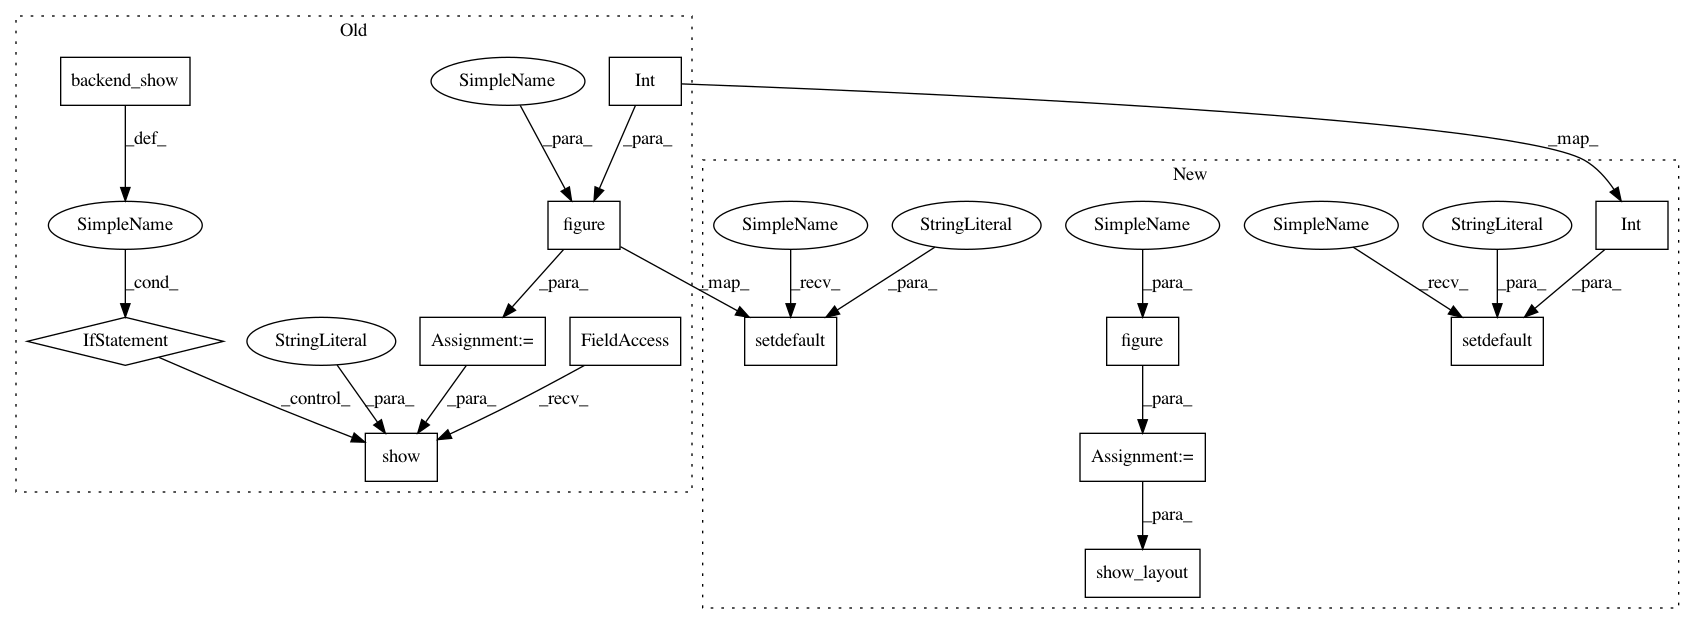 Old
backend_show
SimpleName
Int
_def_
_para_
_para_
_map_
New
SimpleName
figure
SimpleName
StringLiteral
SimpleName
SimpleName
StringLiteral
Int
_cond_
_para_
_map_
_recv_
_para_
_para_
_recv_
_para_
_para_
IfStatement
StringLiteral
Assignment:=
FieldAccess
setdefault
figure
setdefault
_control_
_para_
_para_
_recv_
_para_
show
Assignment:=
_para_
show_layout